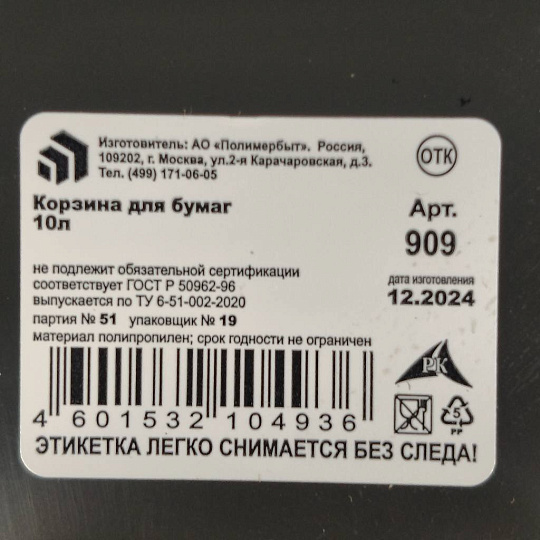 Изготовитель: АО «Полимербыт». Россия,
109202, г. Москва, ул.2-я Карачаровская, д.3.
Тел. (499) 171-06-05
ОТК
Корзина для бумаг
10л
Арт.
909
не подлежит обязательной сертификации
соответствует ГОСТ Р 50962-96
выпускается по ТУ 6-51-002-2020
дата изготовления
12.2024
партия № 51 упаковщик № 19
материал полипропилен; срок годности не ограничен
РК
4 601532 104936
5
PP
ЭТИКЕТКА ЛЕГКО СНИМАЕТСЯ БЕЗ СЛЕДА!